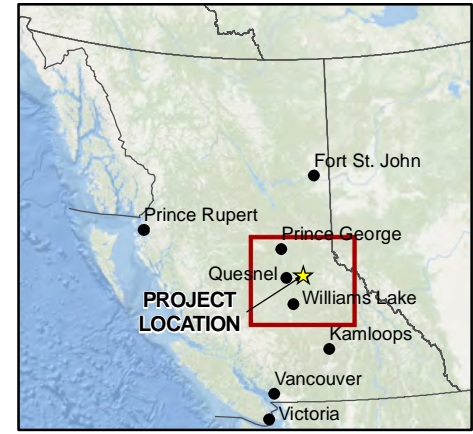 Fort St. John
Prince Rupert
Prince George
Quesnel
PROJECT
LOCATION
Williams Lake
Kamloops
Vancouver
Victoria